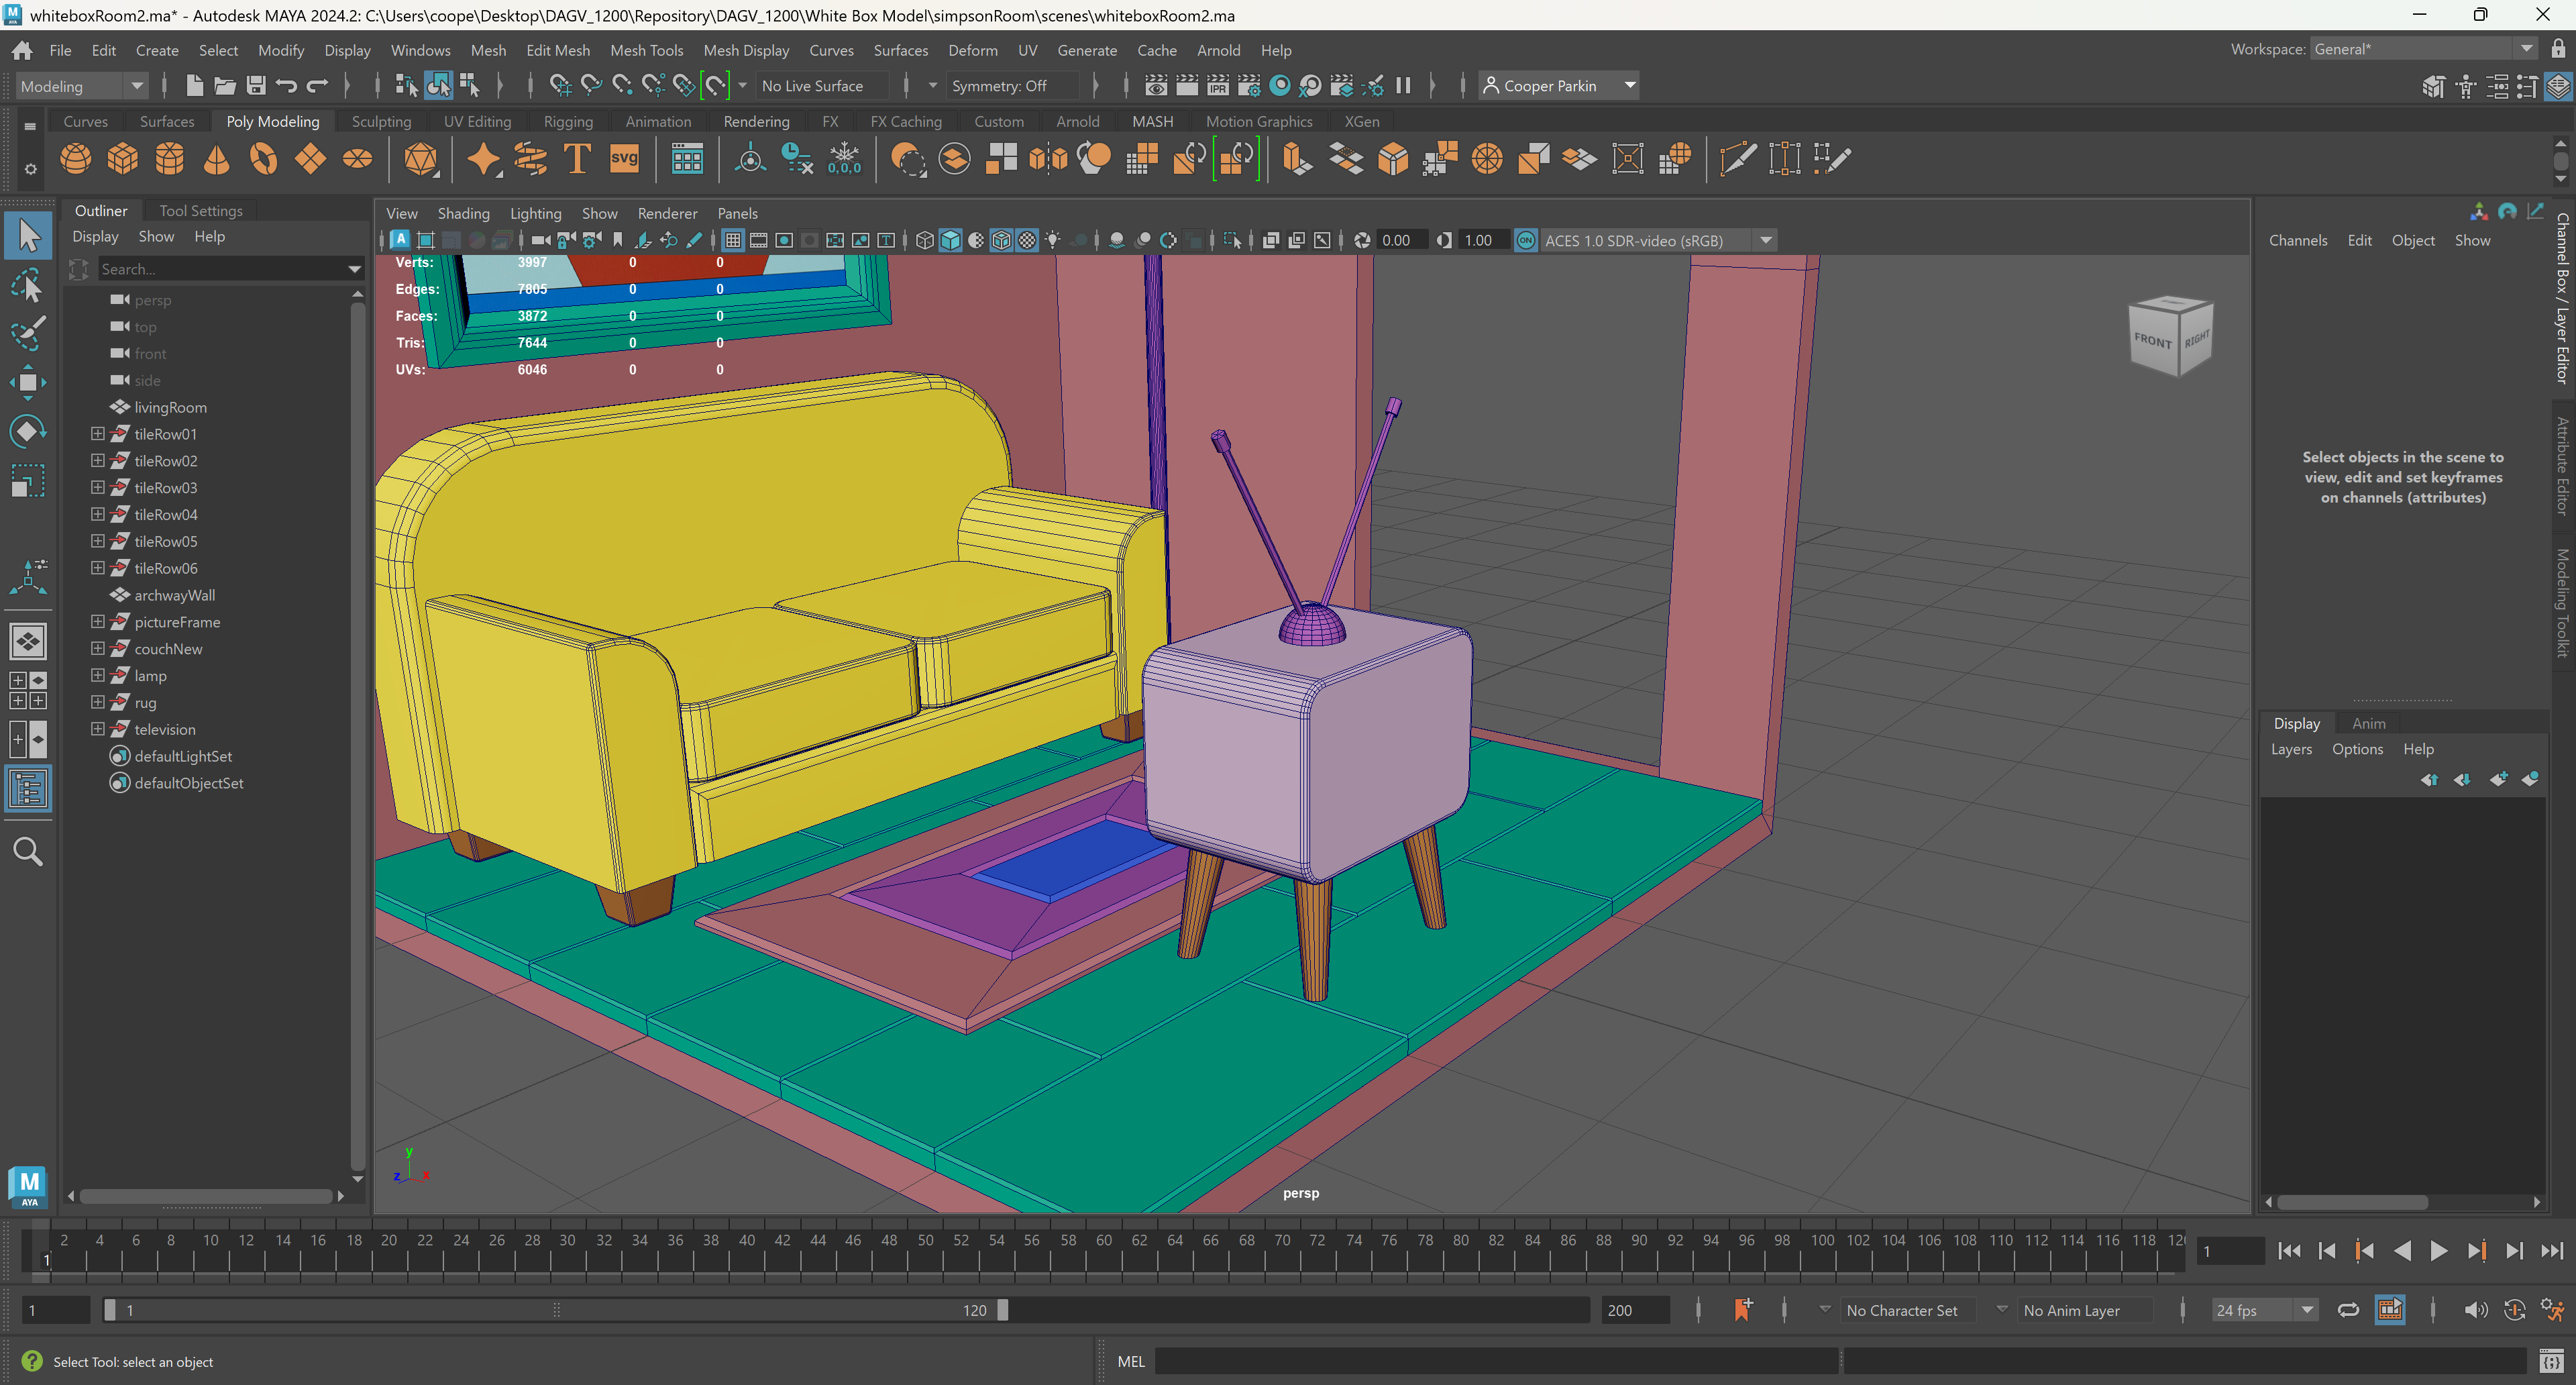 whiteboxRoom2.ma* - Autodesk MAYA 2024.2: C:\Users\coope\Desktop\DAGV_1200\Repository\DAGV_1200\White Box Model\simpsonRoom\scenes\whiteboxRoom2.ma
File Edit Create Select Modify Display Windows Mesh Edit Mesh Mesh Tools Mesh Display Curves Surfaces Deform UV Generate Cache Arnold Help
Workspace: General*
Modeling
No Live Surface
Symmetry: Off
IPR
Cooper Parkin
Curves Surfaces Poly Modeling Sculpting UV Editing Rigging Animation Rendering FX FX Caching Custom Arnold MASH Motion Graphics XGen
T svg 0,0,0
Outliner Tool Settings
Display Show Help
Search...
persp
top
front
side
livingRoom
tileRow01
tileRow02
tileRow03
tileRow04
tileRow05
tileRow06
archwayWall
pictureFrame
couchNew
lamp
rug
television
defaultLightSet
defaultObjectSet
View Shading Lighting Show Renderer Panels
0.00 1.00 ON ACES 1.0 SDR-video (sRGB)
Verts: 3997 0 0
Edges: 7805 0 0
Faces: 3872 0 0
Tris: 7644 0 0
UVs: 6046 0 0
FRONT RIGHT
y
z x
persp
Channels Edit Object Show
Select objects in the scene to
view, edit and set keyframes
on channels (attributes)
Channel Box / Layer Editor
Attribute Editor
Modeling Toolkit
Display Anim
Layers Options Help
M
AYA
2 4 6 8 10 12 14 16 18 20 22 24 26 28 30 32 34 36 38 40 42 44 46 48 50 52 54 56 58 60 62 64 66 68 70 72 74 76 78 80 82 84 86 88 90 92 94 96 98 100 102 104 106 108 110 112 114 116 118
1
1
1 1 120 200
No Character Set
No Anim Layer
24 fps
Select Tool: select an object
MEL